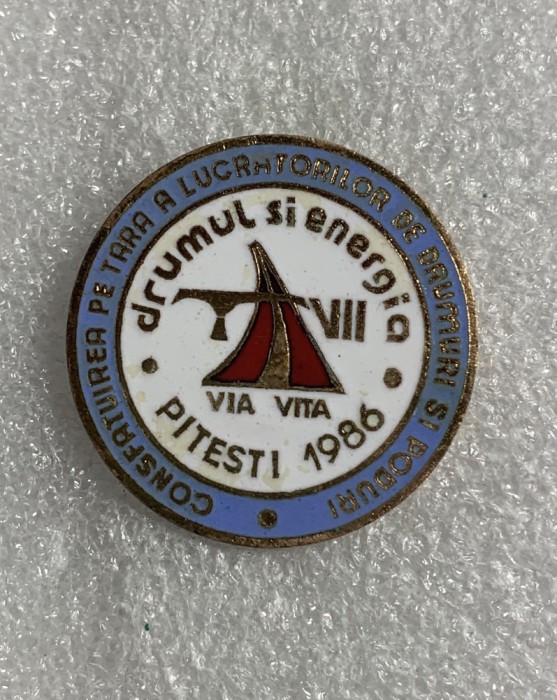 CONSFATUIREA PE TARA A LUCRATORILOR DE DRUMURI SI PODURI
drumul si energia
VII
VIA VITA
PITESTI 1986